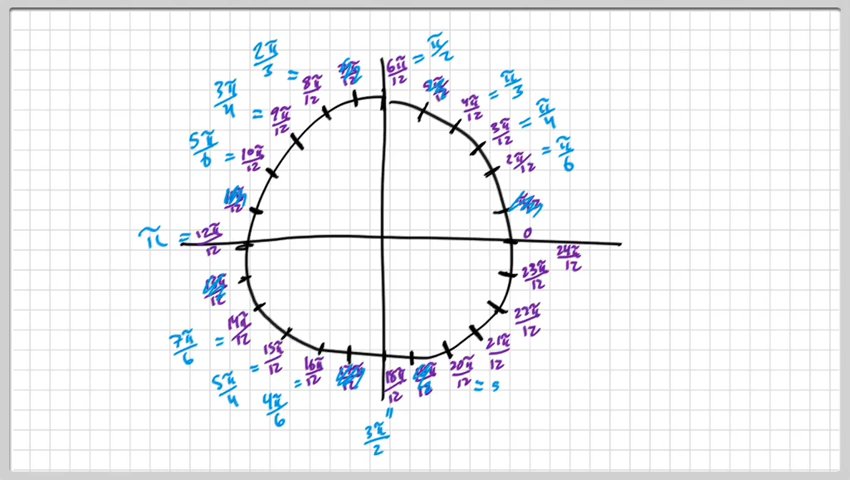 6π/12 = π/2
4π/12 = π/3
3π/12 = π/4
2π/12 = π/6
0
24π/12
23π/12
22π/12
21π/12
20π/12 = 5
18π/12 = 3π/2
4π/6 = 16π/12
5π/4 = 15π/12
7π/6 = 14π/12
π = 12π/12
5π/6 = 10π/12
3π/4 = 9π/12
2π/3 = 8π/12